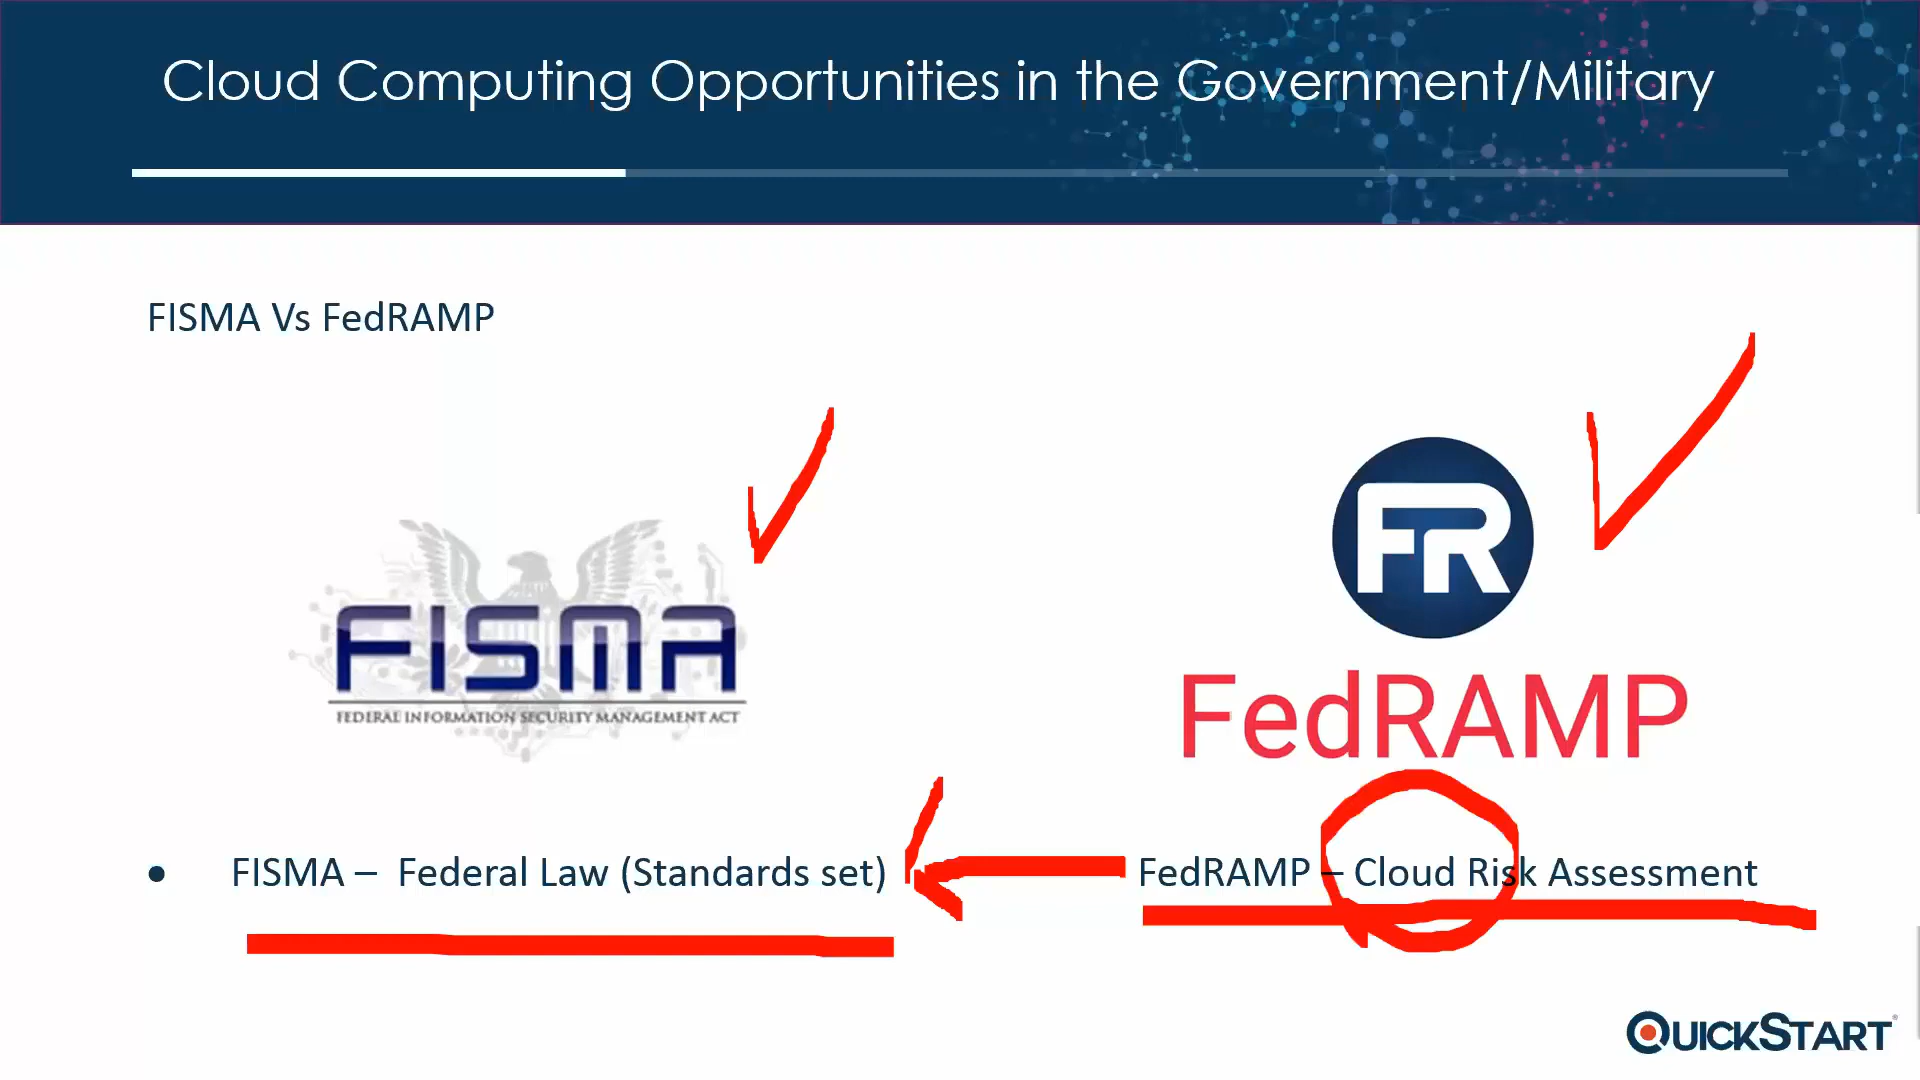 Cloud Computing Opportunities in the Government/Military
FISMA Vs FedRAMP
FISMA
FEDERAL INFORMATION SECURITY MANAGEMENT ACT
FR
FedRAMP
• FISMA – Federal Law (Standards set)
FedRAMP – Cloud Risk Assessment
QUICKSTART®